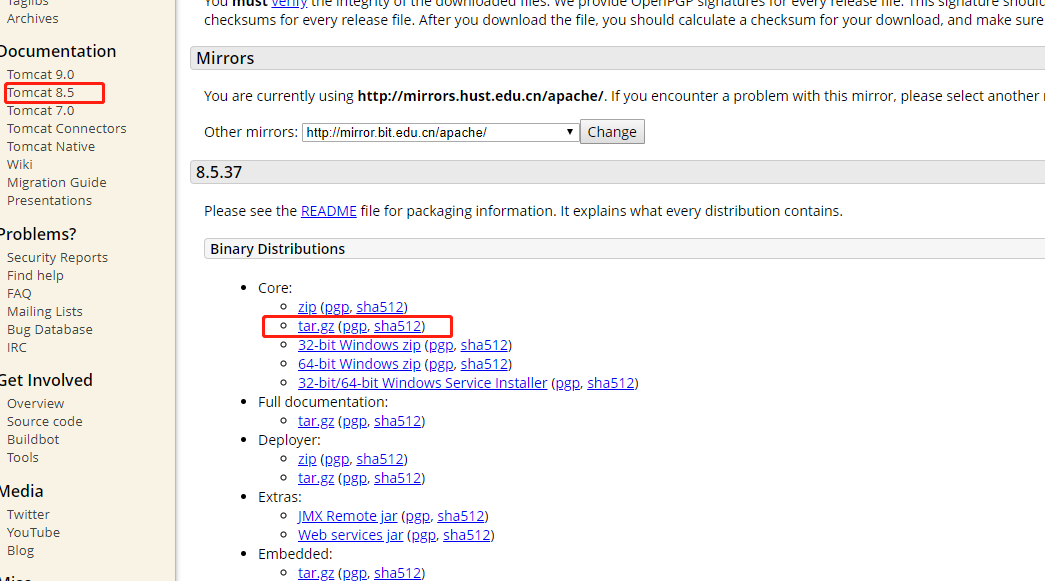 Taglibs
Archives
Documentation
Tomcat 9.0
Tomcat 8.5
Tomcat 7.0
Tomcat Connectors
Tomcat Native
Wiki
Migration Guide
Presentations
Problems?
Security Reports
Find help
FAQ
Mailing Lists
Bug Database
IRC
Get Involved
Overview
Source code
Buildbot
Tools
Media
Twitter
YouTube
Blog
Misc
You must verify the integrity of the downloaded files. We provide OpenPGP signatures for every release file. This signature should
checksums for every release file. After you download the file, you should calculate a checksum for your download, and make sure
Mirrors
You are currently using http://mirrors.hust.edu.cn/apache/. If you encounter a problem with this mirror, please select another
Other mirrors: http://mirror.bit.edu.cn/apache/ Change
8.5.37
Please see the README file for packaging information. It explains what every distribution contains.
Binary Distributions
Core:
zip (pgp, sha512)
tar.gz (pgp, sha512)
32-bit Windows zip (pgp, sha512)
64-bit Windows zip (pgp, sha512)
32-bit/64-bit Windows Service Installer (pgp, sha512)
Full documentation:
tar.gz (pgp, sha512)
Deployer:
zip (pgp, sha512)
tar.gz (pgp, sha512)
Extras:
JMX Remote jar (pgp, sha512)
Web services jar (pgp, sha512)
Embedded:
tar.gz (pgp, sha512)